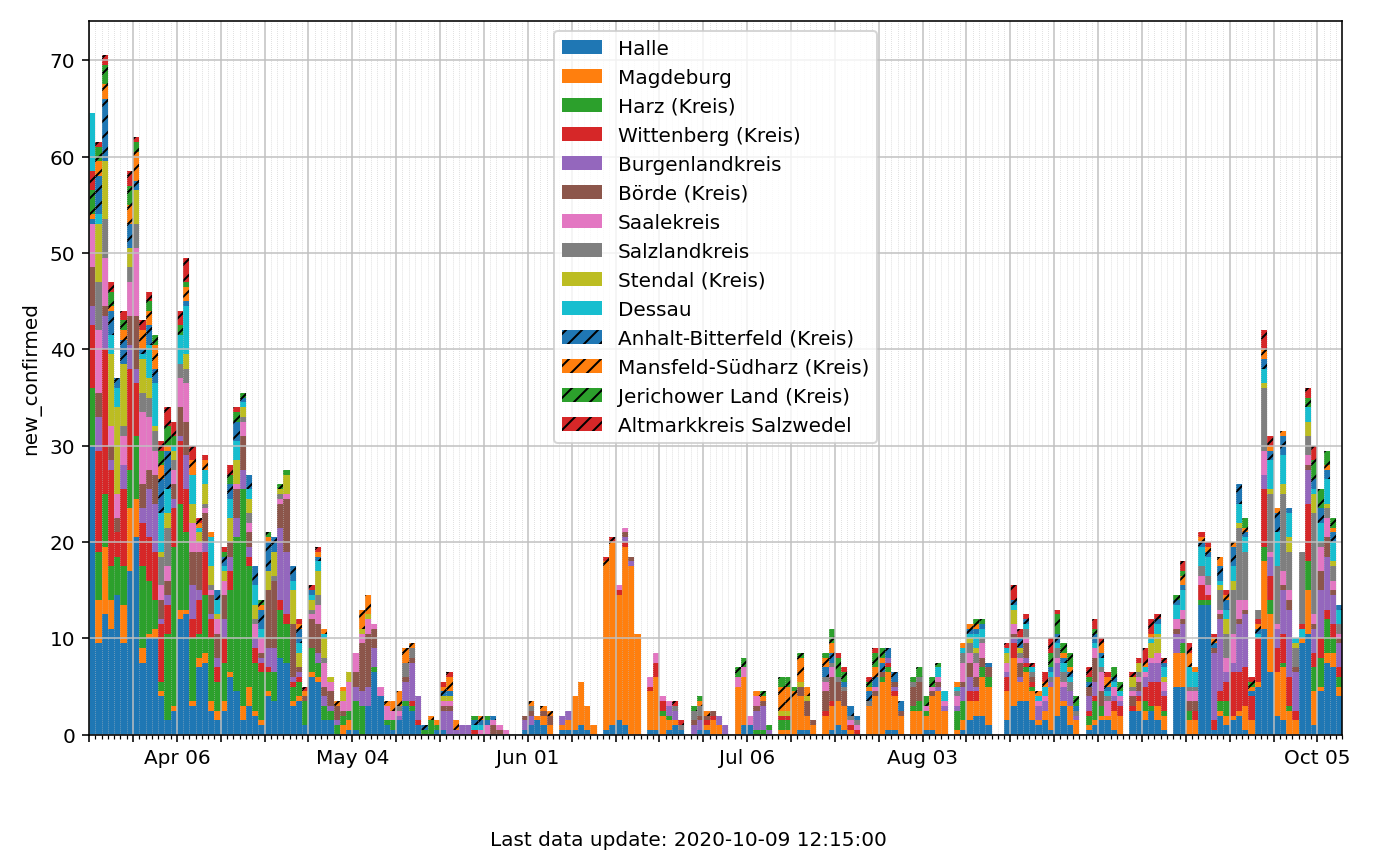 new_confirmed
70
60
50
40
30
20
10
0
Halle
Magdeburg
Harz (Kreis)
Wittenberg (Kreis)
Burgenlandkreis
Börde (Kreis)
Saalekreis
Salzlandkreis
Stendal (Kreis)
Dessau
Anhalt-Bitterfeld (Kreis)
Mansfeld-Südharz (Kreis)
Jerichower Land (Kreis)
Altmarkkreis Salzwedel
Apr 06 May 04 Jun 01 Jul 06 Aug 03 Oct 05
Last data update: 2020-10-09 12:15:00